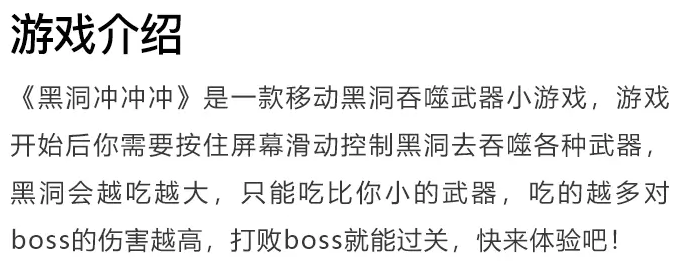 游戏介绍
《黑洞冲冲冲》是一款移动黑洞吞噬武器小游戏，游戏
开始后你需要按住屏幕滑动控制黑洞去吞噬各种武器，
黑洞会越吃越大，只能吃比你小的武器，吃的越多对
boss的伤害越高，打败boss就能过关，快来体验吧！